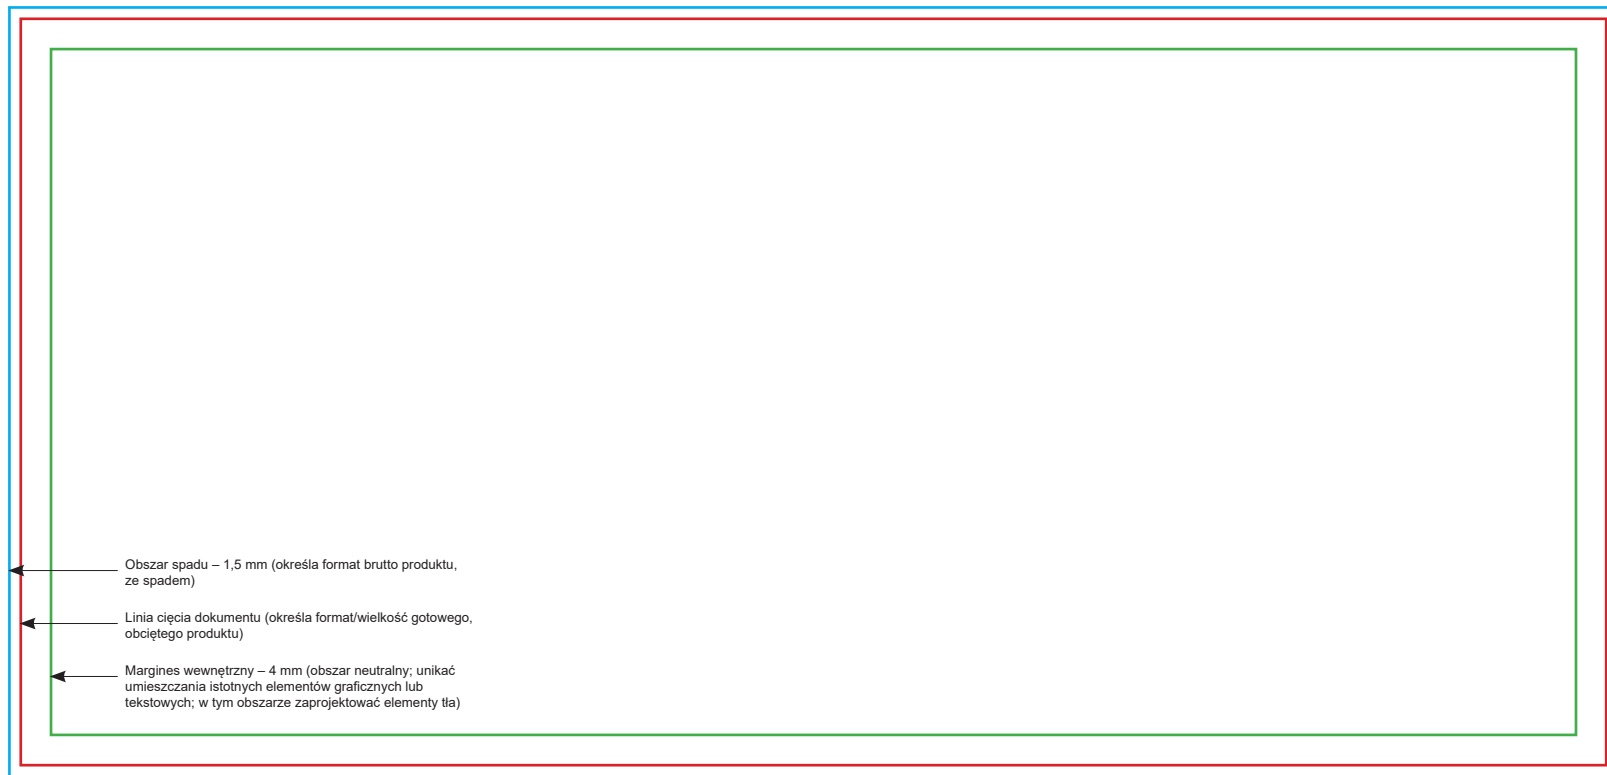 Obszar spadu – 1,5 mm (określa format brutto produktu,
ze spadem)
Linia cięcia dokumentu (określa format/wielkość gotowego,
obciętego produktu)
Margines wewnętrzny – 4 mm (obszar neutralny; unikać
umieszczania istotnych elementów graficznych lub
tekstowych; w tym obszarze zaprojektować elementy tła)